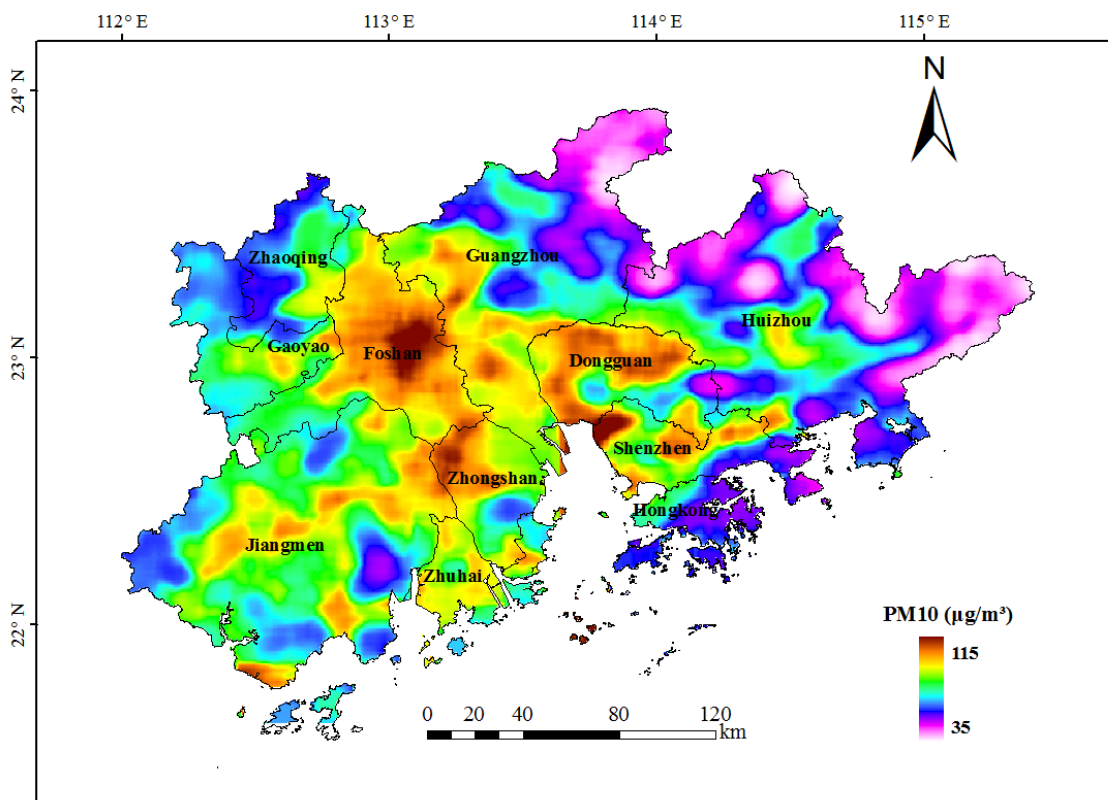 112° E
113° E
114° E
115° E
24° N
23° N
22° N
N
Zhaoqing
Guangzhou
Huizhou
Gaoyao
Foshan
Dongguan
Shenzhen
Zhongshan
Hongkong
Jiangmen
Zhuhai
PM10 (µg/m³)
115
35
0 20 40 80 120
km